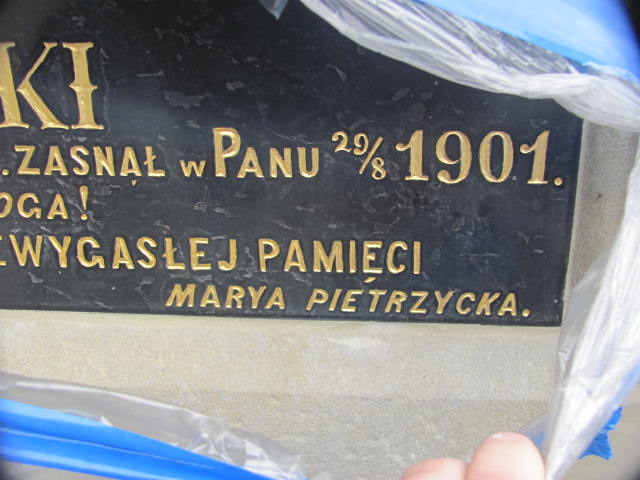 KI
.ZASNĄŁ w PANU 29/8 1901.
OGA!
EWYGASŁEJ PAMIĘCI
MARYA PIETRZYCKA.